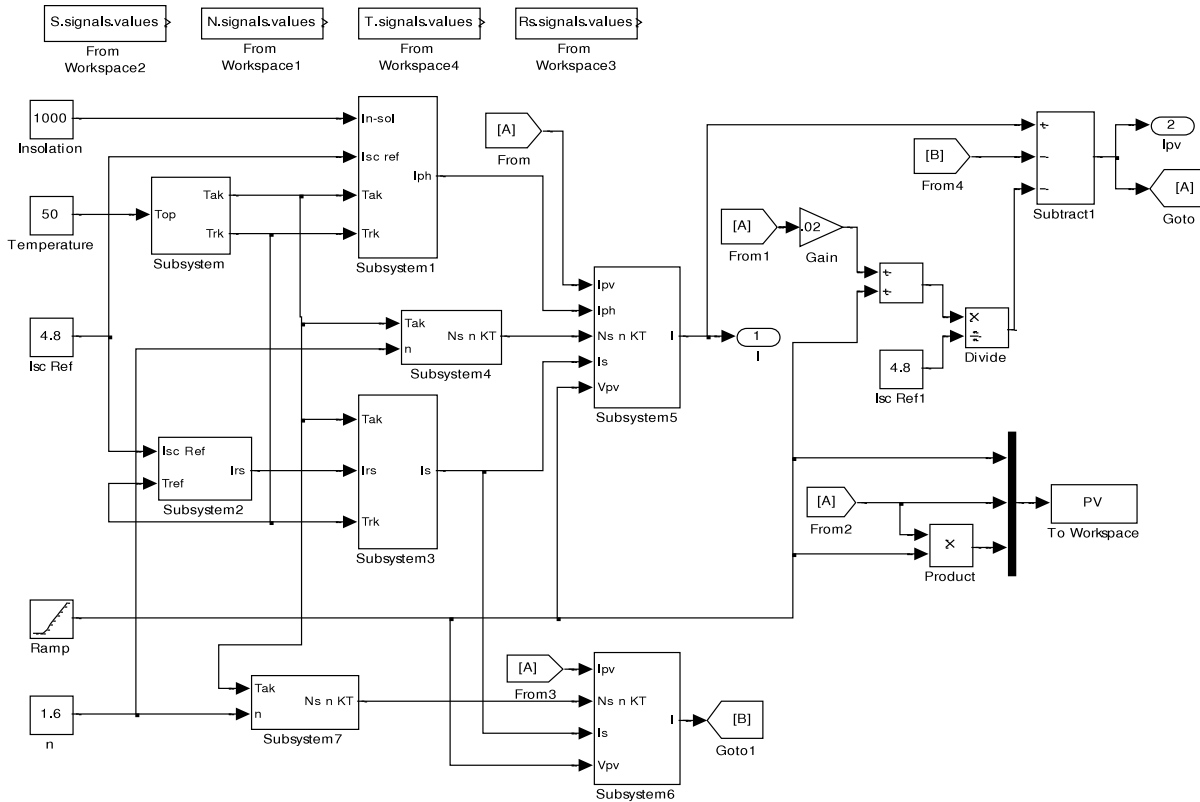 S.signals.values
From
Workspace2
N.signals.values
From
Workspace1
T.signals.values
From
Workspace4
Rs.signals.values
From
Workspace3
1000
Insolation
50
Temperature
4.8
Isc Ref
Ramp
1.6
n
Top
Tak
Trk
Subsystem
In-sol
Isc ref
Tak
Trk
Iph
Subsystem1
Isc Ref
Tref
Irs
Subsystem2
Tak
n
Ns n KT
Subsystem4
Tak
Irs
Trk
Is
Subsystem3
Tak
n
Ns n KT
Subsystem7
[A]
From
Ipv
Iph
Ns n KT
Is
Vpv
I
Subsystem5
1
I
[A]
From3
Ipv
Ns n KT
Is
Vpv
I
Subsystem6
[B]
Goto1
[A]
From1
.02
Gain
+
+
4.8
Isc Ref1
×
÷
Divide
[B]
From4
+
−
−
Subtract1
2
Ipv
[A]
Goto
[A]
From2
×
Product
PV
To Workspace